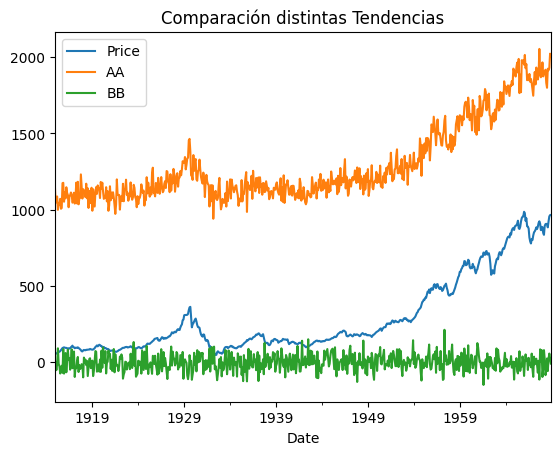 Comparación distintas Tendencias
Price
AA
BB
2000
1500
1000
500
0
1919 1929 1939 1949 1959
Date